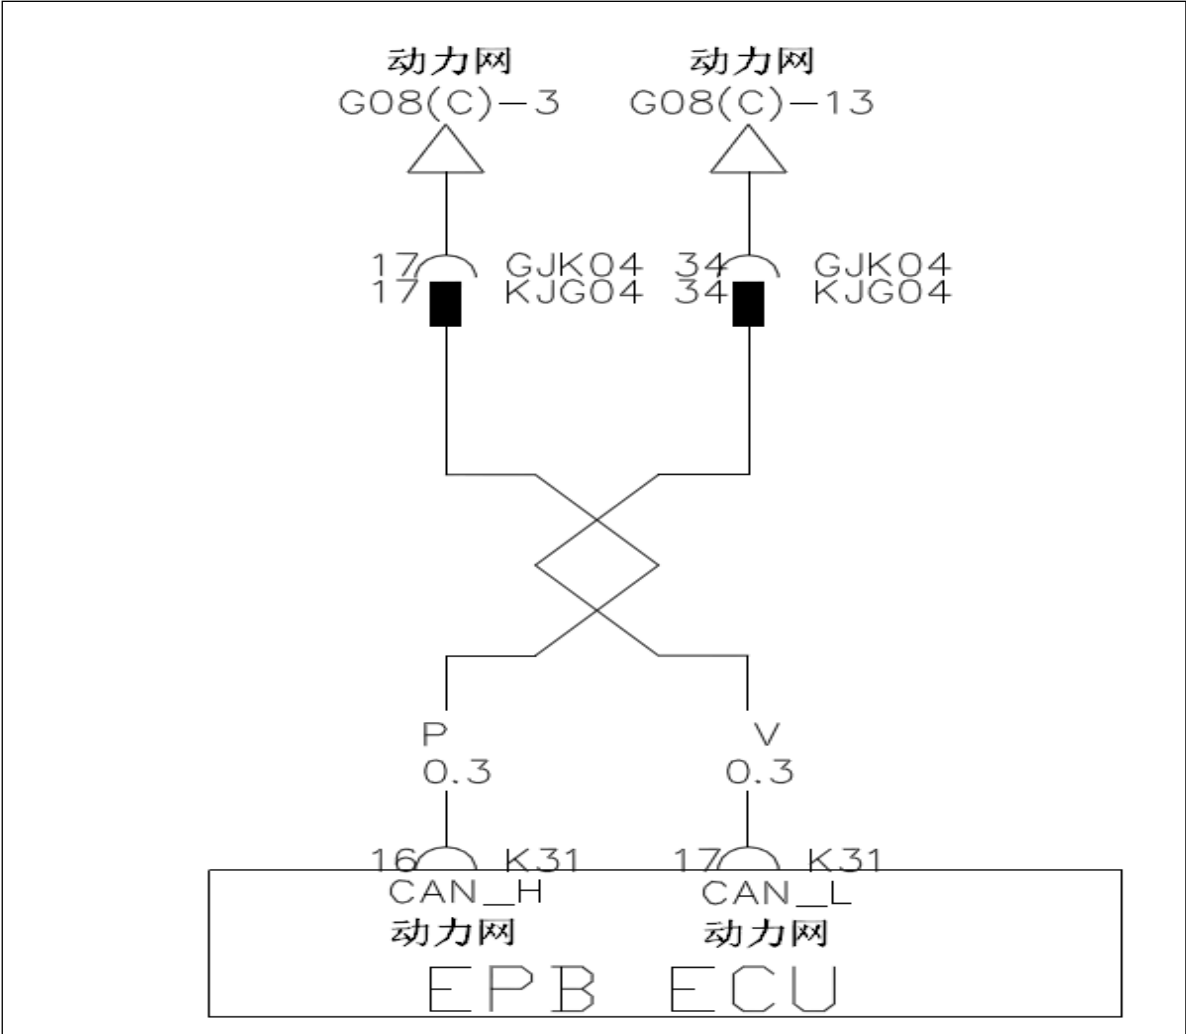 动力网 动力网
G08(C)-3 G08(C)-13
17 GJK04 34 GJK04
17 KJG04 34 KJG04
P V
0.3 0.3
16 K31 17 K31
CAN_H CAN_L
动力网 动力网
EPB ECU